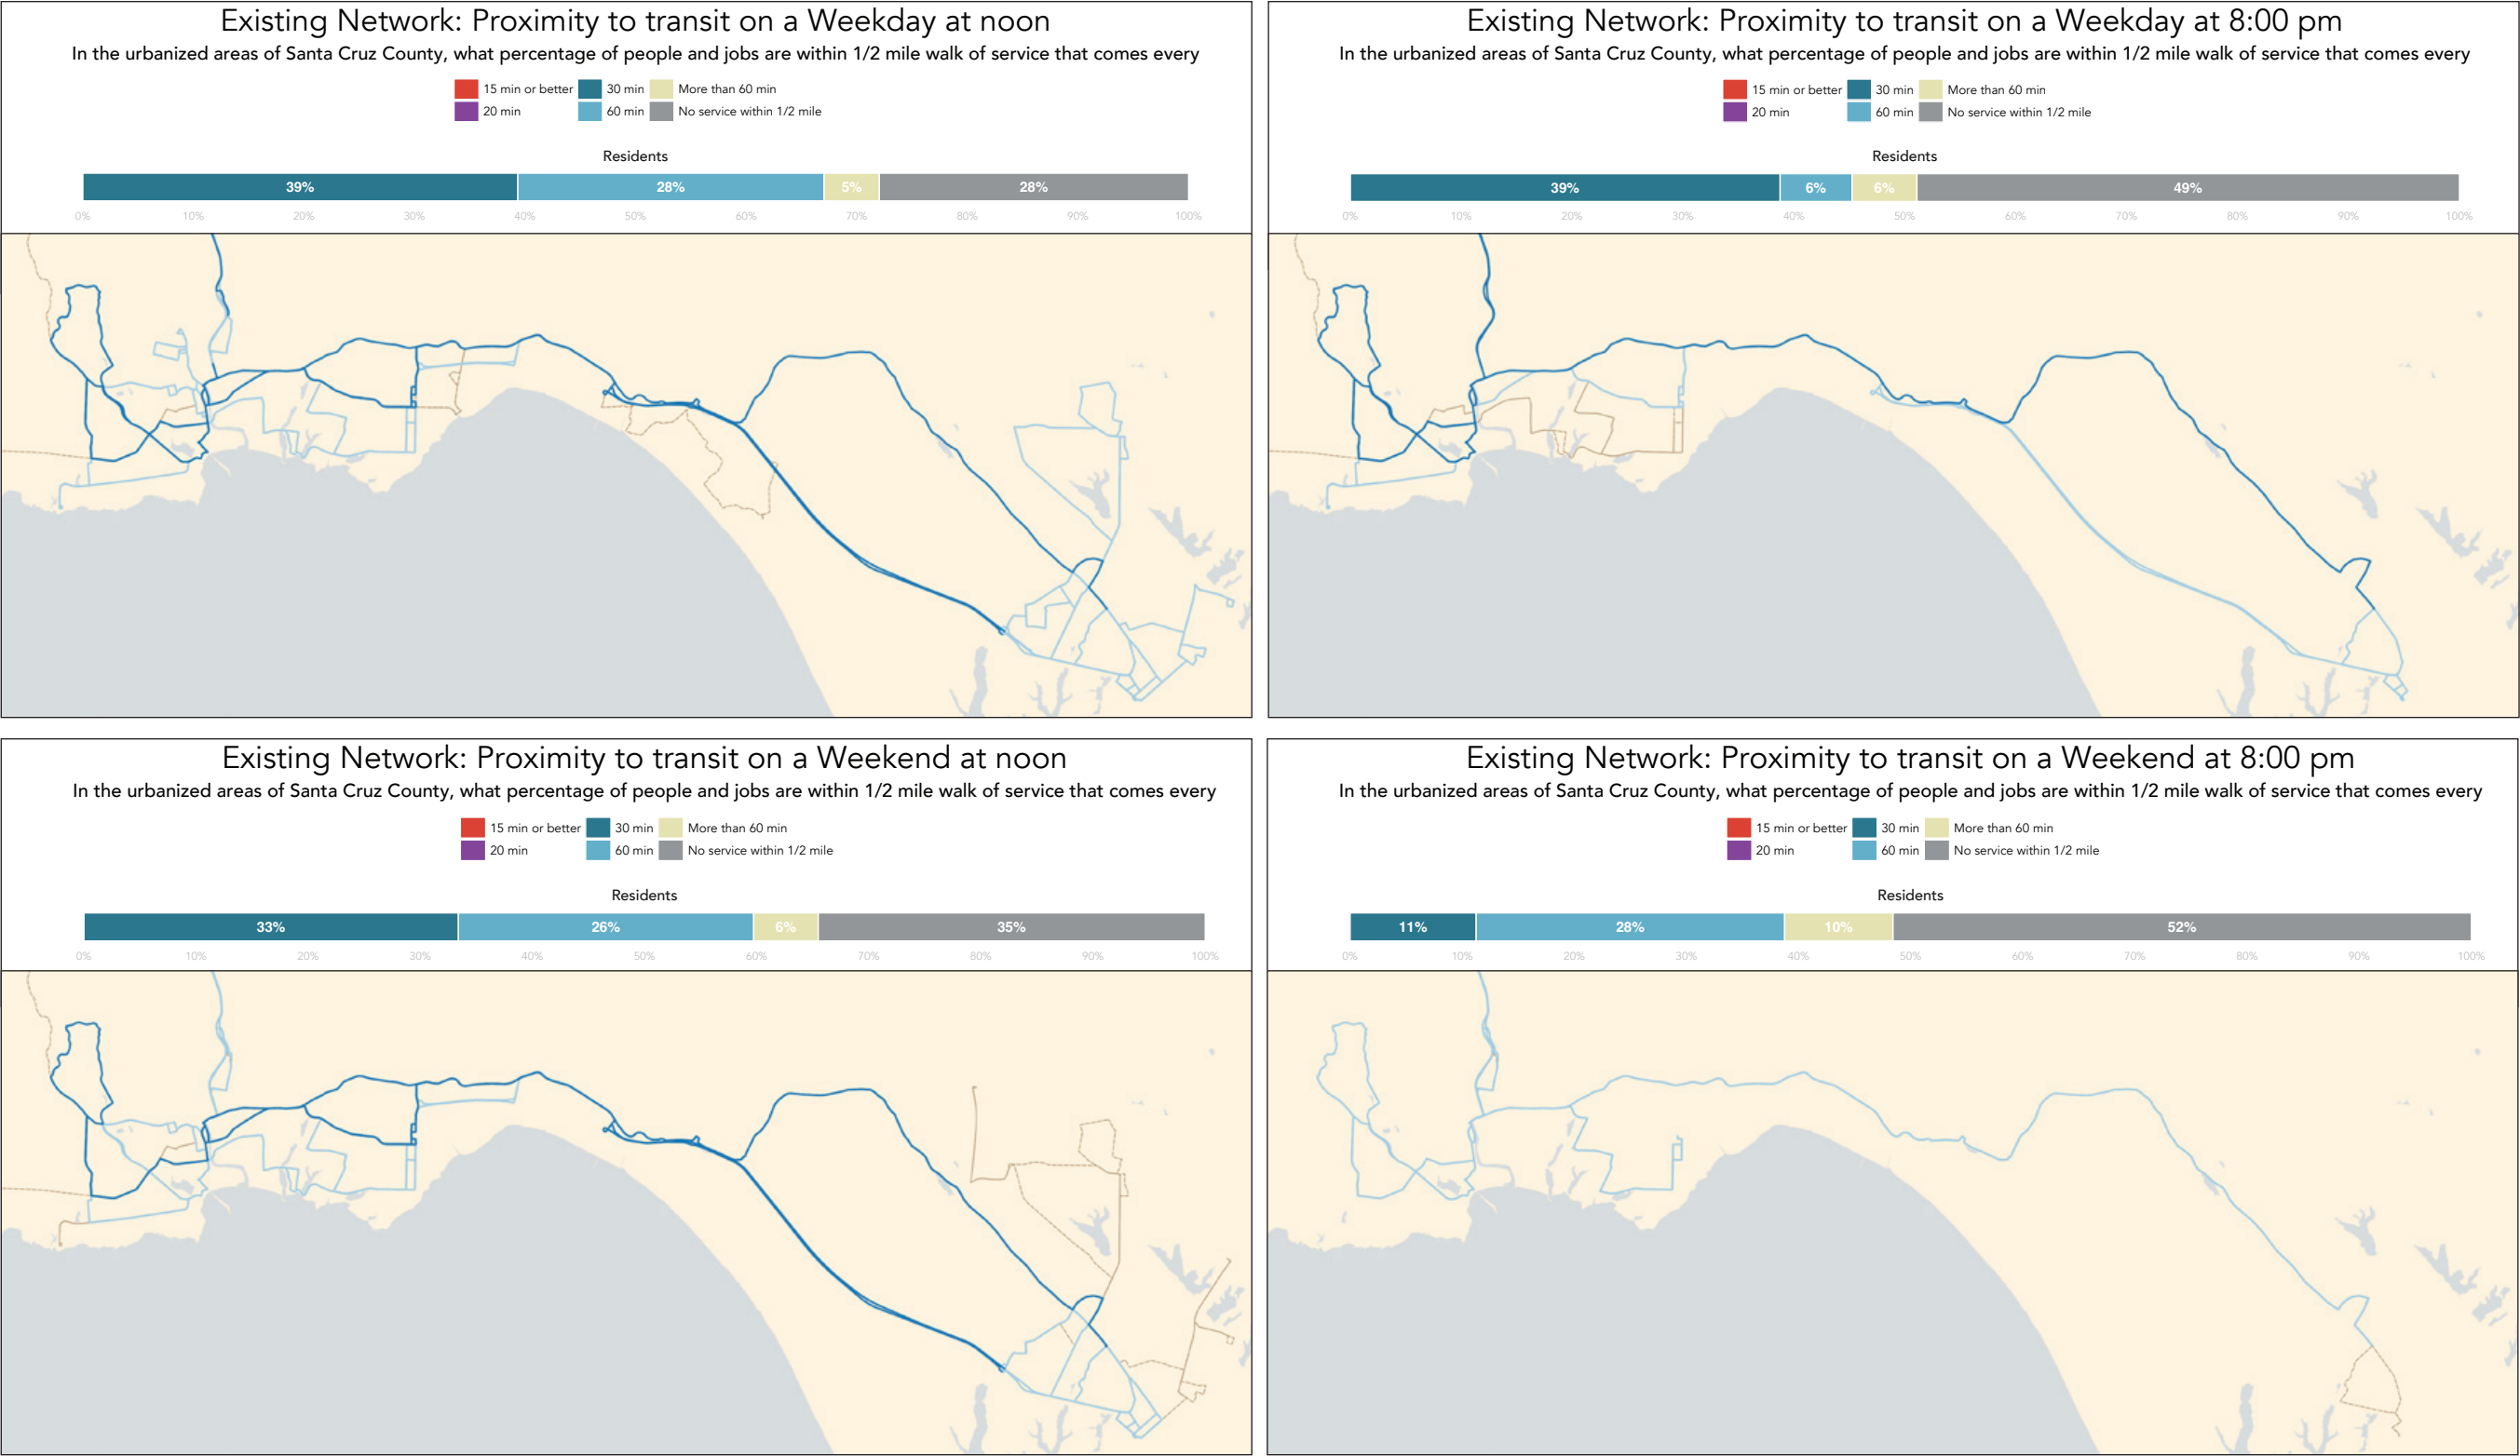 Existing Network: Proximity to transit on a Weekday at noon
In the urbanized areas of Santa Cruz County, what percentage of people and jobs are within 1/2 mile walk of service that comes every
15 min or better 30 min More than 60 min
20 min 60 min No service within 1/2 mile
Residents
39% 28% 5% 28%
0% 10% 20% 30% 40% 50% 60% 70% 80% 90% 100%
Existing Network: Proximity to transit on a Weekday at 8:00 pm
In the urbanized areas of Santa Cruz County, what percentage of people and jobs are within 1/2 mile walk of service that comes every
15 min or better 30 min More than 60 min
20 min 60 min No service within 1/2 mile
Residents
39% 6% 6% 49%
0% 10% 20% 30% 40% 50% 60% 70% 80% 90% 100%
Existing Network: Proximity to transit on a Weekend at noon
In the urbanized areas of Santa Cruz County, what percentage of people and jobs are within 1/2 mile walk of service that comes every
15 min or better 30 min More than 60 min
20 min 60 min No service within 1/2 mile
Residents
33% 26% 6% 35%
0% 10% 20% 30% 40% 50% 60% 70% 80% 90% 100%
Existing Network: Proximity to transit on a Weekend at 8:00 pm
In the urbanized areas of Santa Cruz County, what percentage of people and jobs are within 1/2 mile walk of service that comes every
15 min or better 30 min More than 60 min
20 min 60 min No service within 1/2 mile
Residents
11% 28% 10% 52%
0% 10% 20% 30% 40% 50% 60% 70% 80% 90% 100%